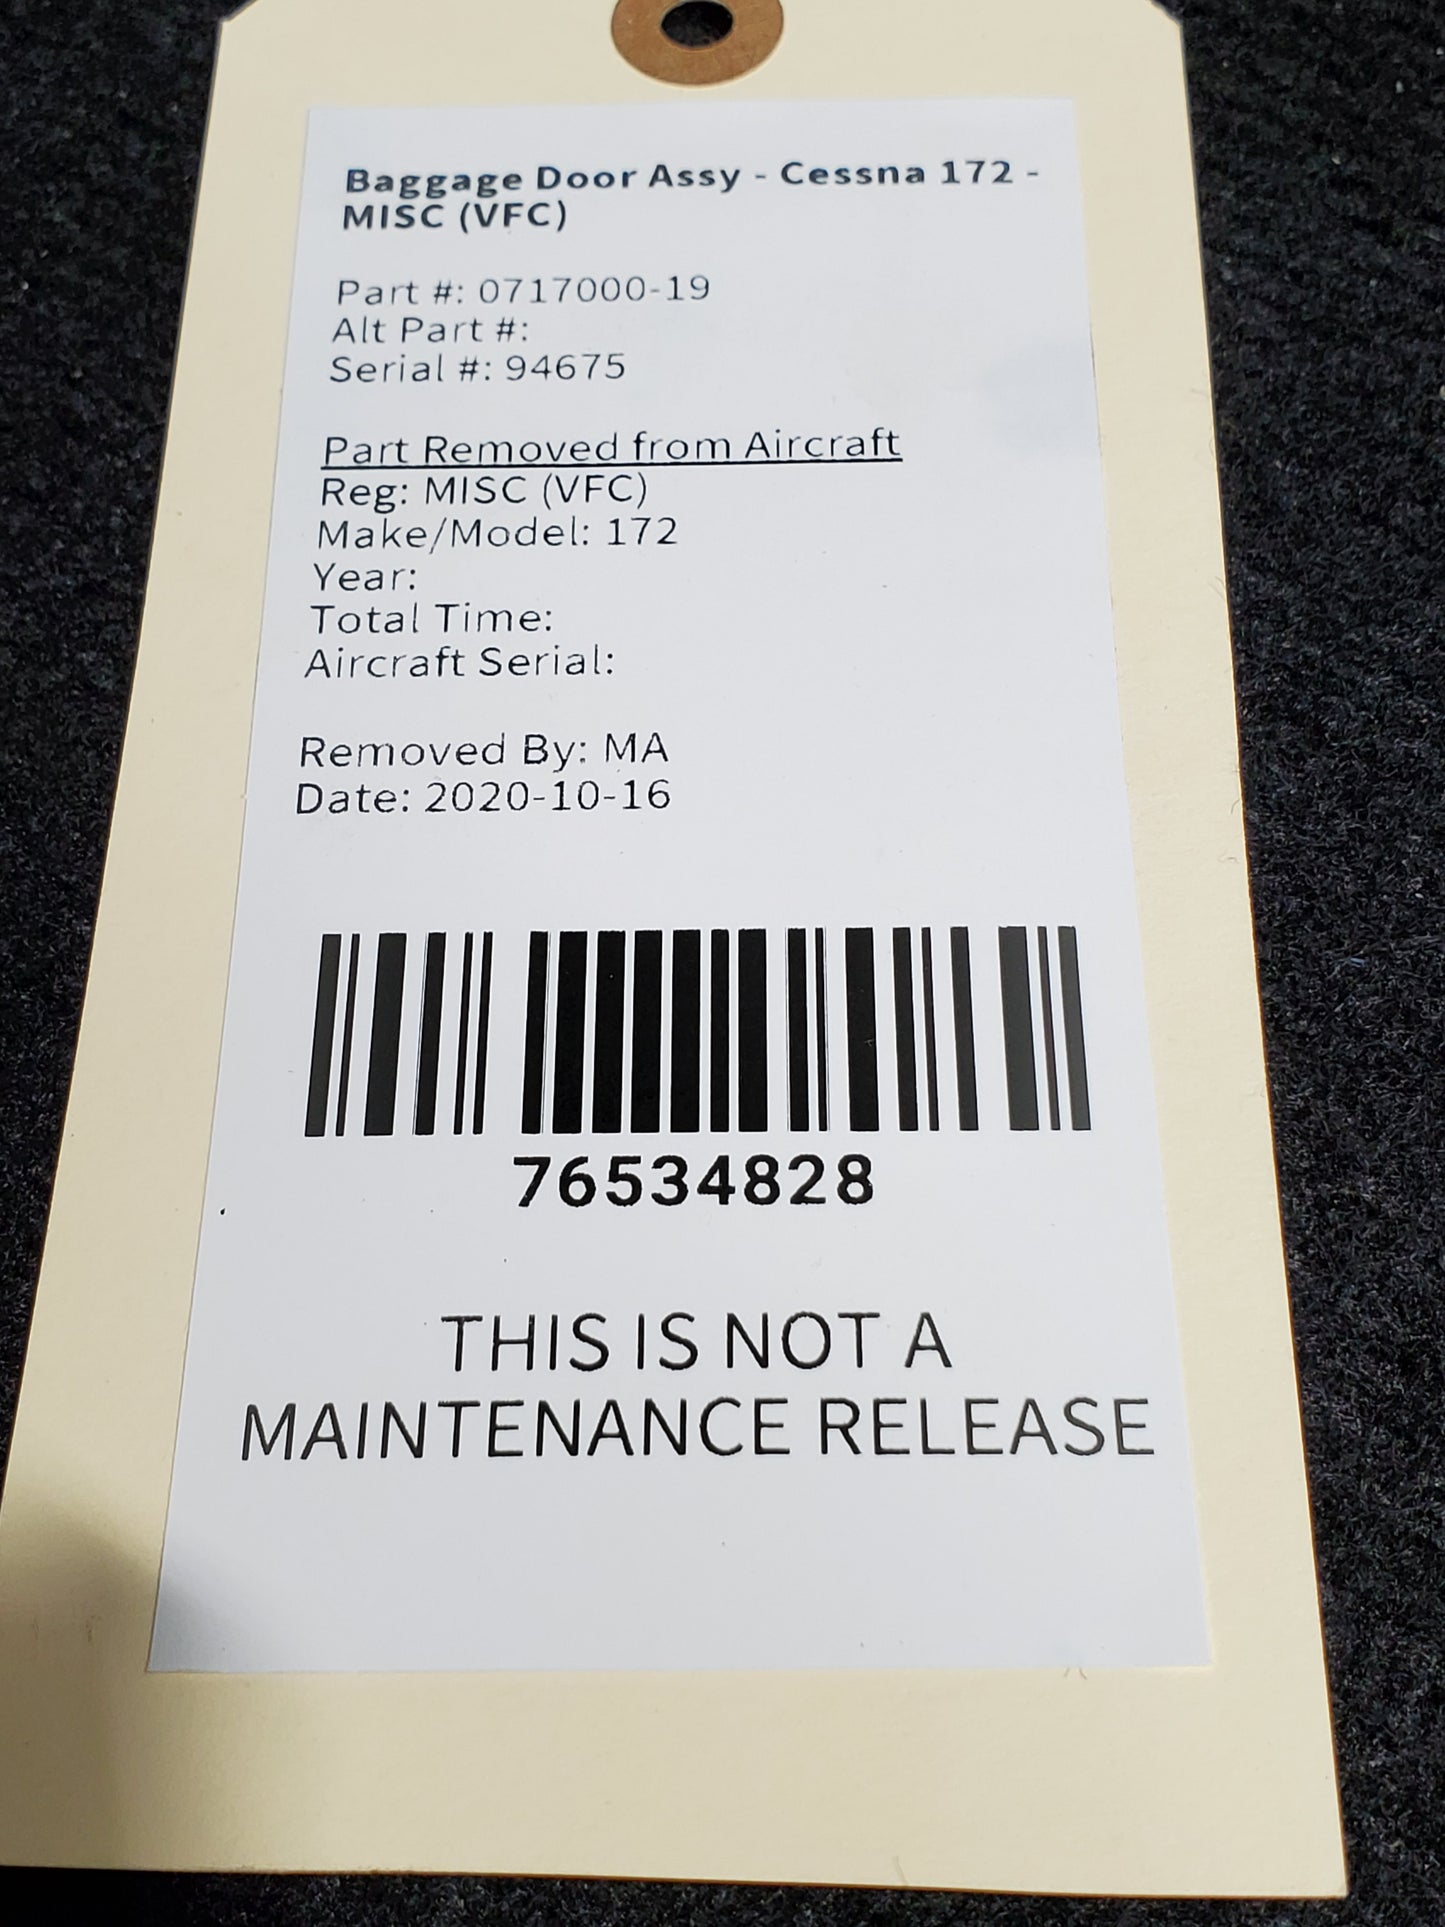 Baggage Door Assy - Cessna 172 -
MISC (VFC)
Part #: 0717000-19
Alt Part #:
Serial #: 94675
Part Removed from Aircraft
Reg: MISC (VFC)
Make/Model: 172
Year:
Total Time:
Aircraft Serial:
Removed By: MA
Date: 2020-10-16
76534828
THIS IS NOT A
MAINTENANCE RELEASE